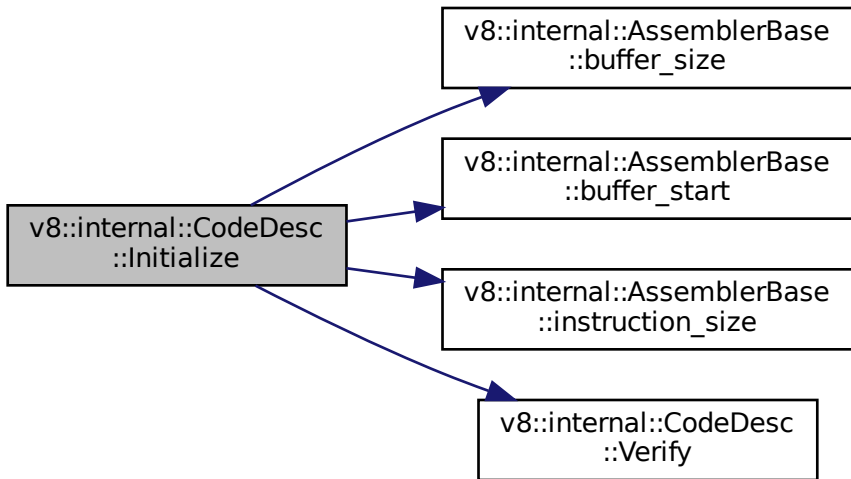 v8::internal::AssemblerBase
::buffer_size
v8::internal::AssemblerBase
::buffer_start
v8::internal::CodeDesc
::Initialize
v8::internal::AssemblerBase
::instruction_size
v8::internal::CodeDesc
::Verify